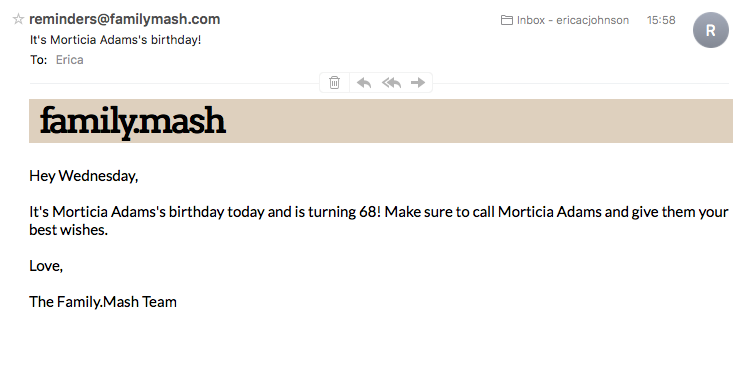 reminders@familymash.com
Inbox - ericacjohnson 15:58
R
It's Morticia Adams's birthday!
To: Erica
family.mash
Hey Wednesday,
It's Morticia Adams's birthday today and is turning 68! Make sure to call Morticia Adams and give them your
best wishes.
Love,
The Family.Mash Team